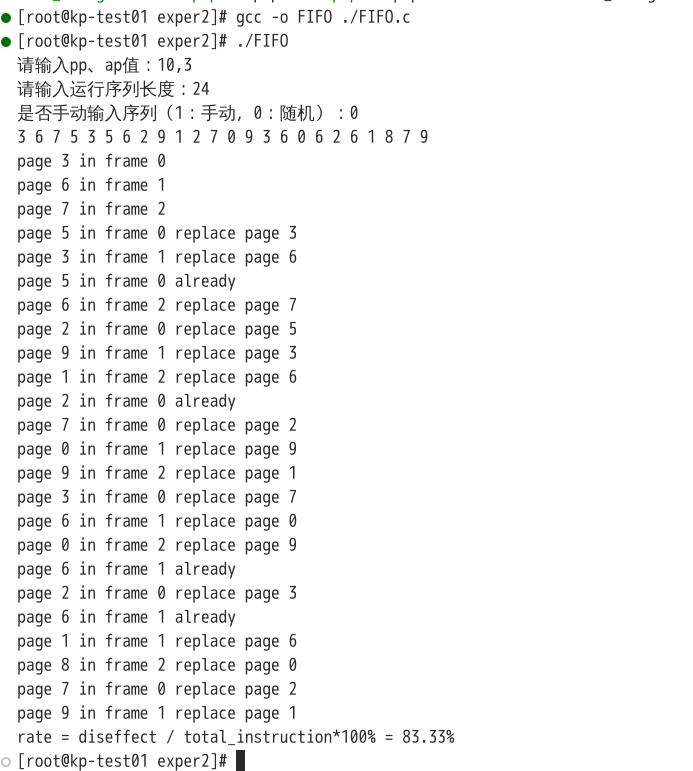 [root@kp-test01 exper2]# gcc -o FIFO ./FIFO.c
[root@kp-test01 exper2]# ./FIFO
请输入pp、ap值：10,3
请输入运行序列长度：24
是否手动输入序列（1：手动, 0：随机）：0
3 6 7 5 3 5 6 2 9 1 2 7 0 9 3 6 0 6 2 6 1 8 7 9
page 3 in frame 0
page 6 in frame 1
page 7 in frame 2
page 5 in frame 0 replace page 3
page 3 in frame 1 replace page 6
page 5 in frame 0 already
page 6 in frame 2 replace page 7
page 2 in frame 0 replace page 5
page 9 in frame 1 replace page 3
page 1 in frame 2 replace page 6
page 2 in frame 0 already
page 7 in frame 0 replace page 2
page 0 in frame 1 replace page 9
page 9 in frame 2 replace page 1
page 3 in frame 0 replace page 7
page 6 in frame 1 replace page 0
page 0 in frame 2 replace page 9
page 6 in frame 1 already
page 2 in frame 0 replace page 3
page 6 in frame 1 already
page 1 in frame 1 replace page 6
page 8 in frame 2 replace page 0
page 7 in frame 0 replace page 2
page 9 in frame 1 replace page 1
rate = diseffect / total_instruction*100% = 83.33%
[root@kp-test01 exper2]#